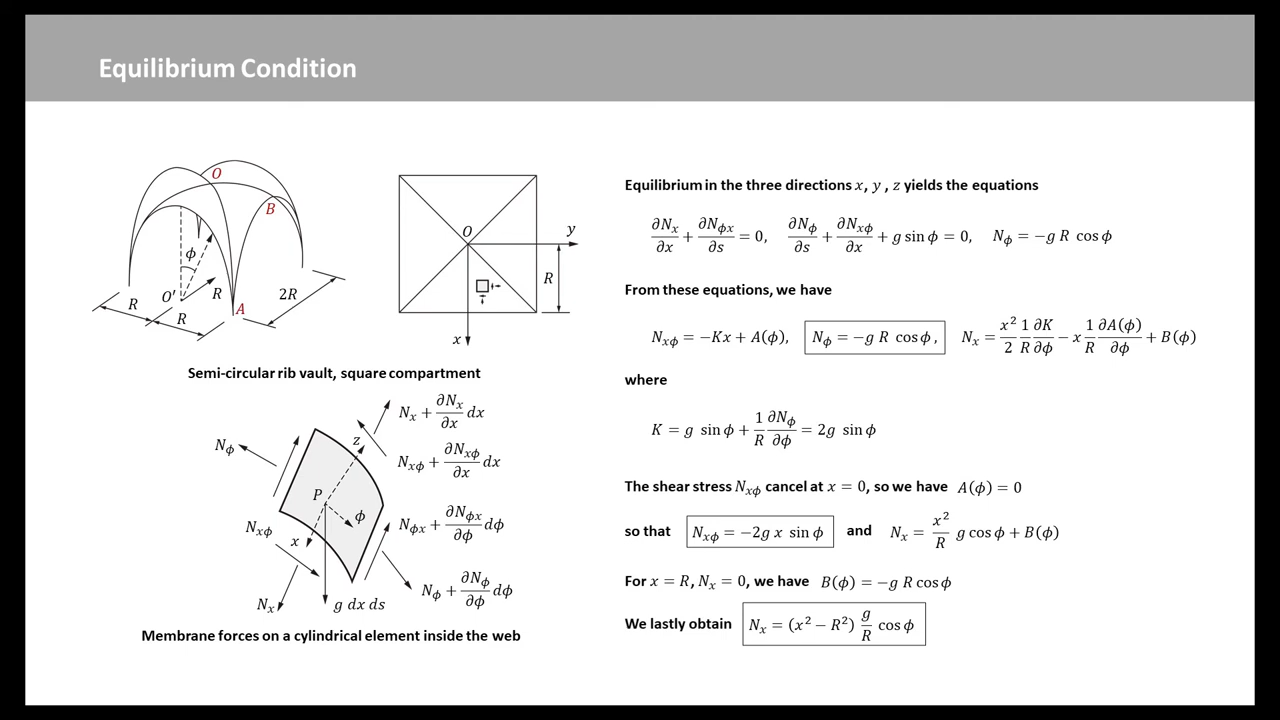 Equilibrium Condition
O
B
ϕ
O′
R
A
R
R
2R
O
y
R
x
Semi-circular rib vault, square compartment
N_x + ∂N_x/∂x dx
N_ϕ
z
N_xϕ + ∂N_xϕ/∂x dx
P
ϕ
N_ϕx + ∂N_ϕx/∂ϕ dϕ
N_xϕ
x
N_ϕ + ∂N_ϕ/∂ϕ dϕ
N_x
g dx ds
Membrane forces on a cylindrical element inside the web
Equilibrium in the three directions x, y , z yields the equations
∂N_x/∂x + ∂N_ϕx/∂s = 0, ∂N_ϕ/∂s + ∂N_xϕ/∂x + g sin ϕ = 0, N_ϕ = −g R cos ϕ
From these equations, we have
N_xϕ = −Kx + A(ϕ), N_ϕ = −g R cos ϕ , N_x = x²/2 1/R ∂K/∂ϕ − x 1/R ∂A(ϕ)/∂ϕ + B(ϕ)
where
K = g sin ϕ + 1/R ∂N_ϕ/∂ϕ = 2g sin ϕ
The shear stress N_xϕ cancel at x = 0, so we have A(ϕ) = 0
so that N_xϕ = −2g x sin ϕ and N_x = x²/R g cos ϕ + B(ϕ)
For x = R, N_x = 0, we have B(ϕ) = −g R cos ϕ
We lastly obtain N_x = (x² − R²) g/R cos ϕ